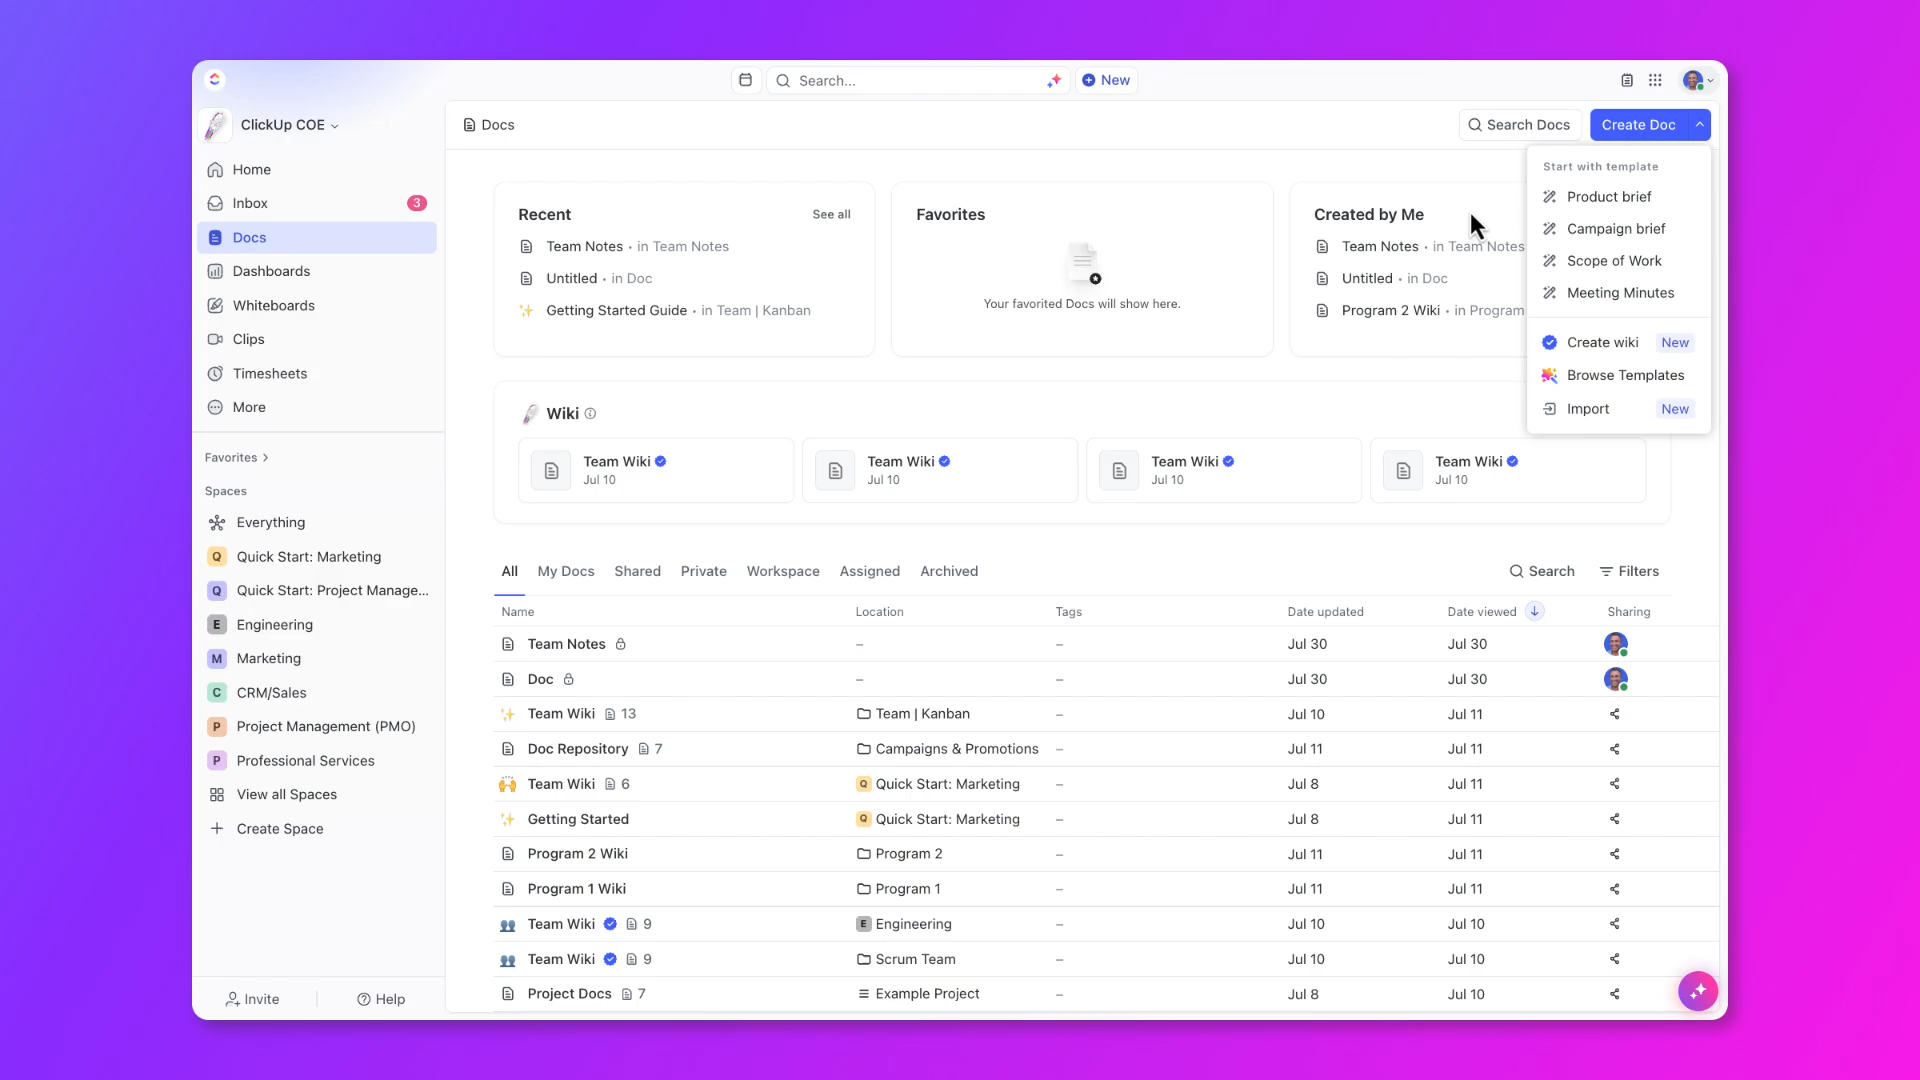 Search...
New
ClickUp COE
Home
Inbox
3
Docs
Dashboards
Whiteboards
Clips
Timesheets
More
Favorites
Spaces
Everything
Q Quick Start: Marketing
Q Quick Start: Project Manage...
E Engineering
M Marketing
C CRM/Sales
P Project Management (PMO)
P Professional Services
View all Spaces
Create Space
Invite
Help
Docs
Search Docs
Create Doc
Start with template
Product brief
Campaign brief
Scope of Work
Meeting Minutes
Create wiki New
Browse Templates
Import New
Recent
See all
Team Notes • in Team Notes
Untitled • in Doc
Getting Started Guide • in Team | Kanban
Favorites
Your favorited Docs will show here.
Created by Me
Team Notes • in Team Notes
Untitled • in Doc
Program 2 Wiki • in Program
Wiki
Team Wiki
Jul 10
Team Wiki
Jul 10
Team Wiki
Jul 10
Team Wiki
Jul 10
All My Docs Shared Private Workspace Assigned Archived Search Filters
Name Location Tags Date updated Date viewed Sharing
Team Notes – – Jul 30 Jul 30
Doc – – Jul 30 Jul 30
Team Wiki 13 Team | Kanban – Jul 10 Jul 11
Doc Repository 7 Campaigns & Promotions – Jul 11 Jul 11
Team Wiki 6 Q Quick Start: Marketing – Jul 8 Jul 11
Getting Started Q Quick Start: Marketing – Jul 8 Jul 11
Program 2 Wiki Program 2 – Jul 11 Jul 11
Program 1 Wiki Program 1 – Jul 11 Jul 11
Team Wiki 9 E Engineering – Jul 10 Jul 10
Team Wiki 9 Scrum Team – Jul 10 Jul 10
Project Docs 7 Example Project – Jul 8 Jul 10